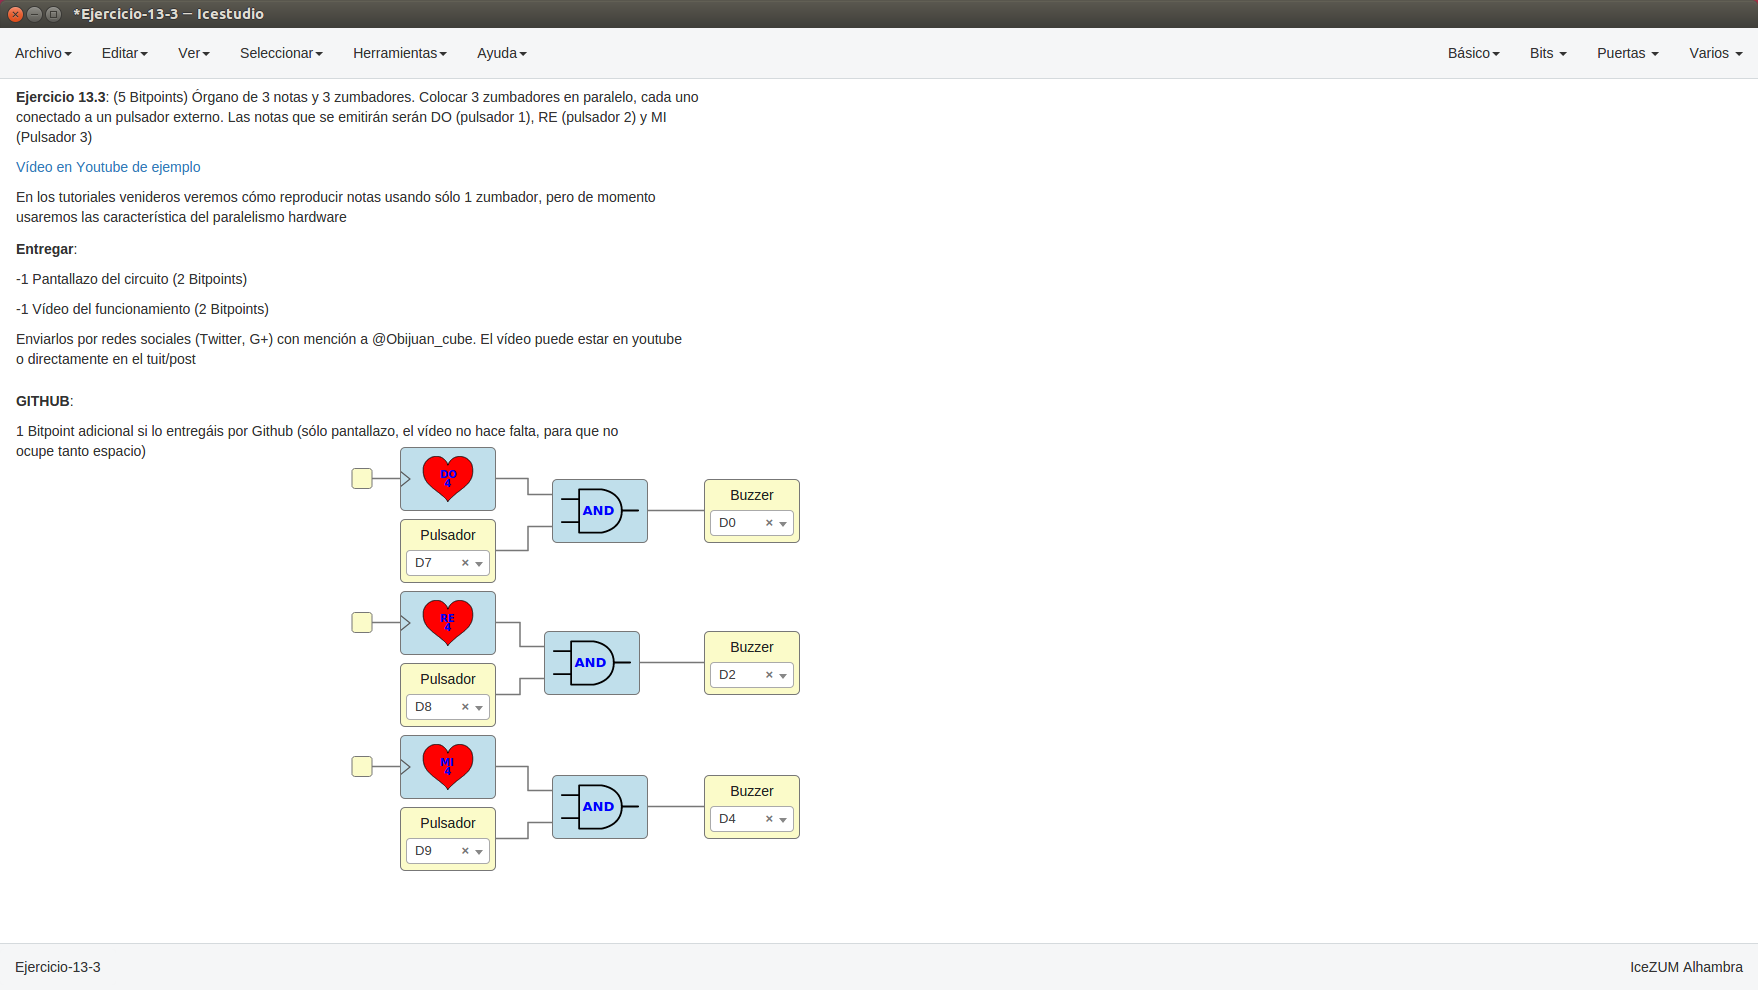 *Ejercicio-13-3 — Icestudio
Archivo Editar Ver Seleccionar Herramientas Ayuda Básico Bits Puertas Varios
Ejercicio 13.3: (5 Bitpoints) Órgano de 3 notas y 3 zumbadores. Colocar 3 zumbadores en paralelo, cada uno
conectado a un pulsador externo. Las notas que se emitirán serán DO (pulsador 1), RE (pulsador 2) y MI
(Pulsador 3)
Vídeo en Youtube de ejemplo
En los tutoriales venideros veremos cómo reproducir notas usando sólo 1 zumbador, pero de momento
usaremos las característica del paralelismo hardware
Entregar:
-1 Pantallazo del circuito (2 Bitpoints)
-1 Vídeo del funcionamiento (2 Bitpoints)
Enviarlos por redes sociales (Twitter, G+) con mención a @Obijuan_cube. El vídeo puede estar en youtube
o directamente en el tuit/post
GITHUB:
1 Bitpoint adicional si lo entregáis por Github (sólo pantallazo, el vídeo no hace falta, para que no
ocupe tanto espacio)
DO
4
AND
Buzzer
D0
Pulsador
D7
RE
4
AND
Buzzer
D2
Pulsador
D8
MI
4
AND
Buzzer
D4
Pulsador
D9
Ejercicio-13-3
IceZUM Alhambra